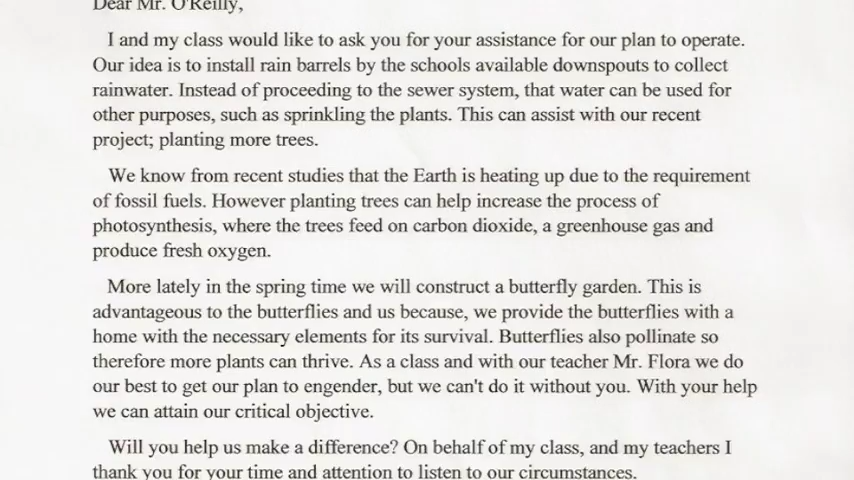 Dear Mr. O'Reilly,
I and my class would like to ask you for your assistance for our plan to operate.
Our idea is to install rain barrels by the schools available downspouts to collect
rainwater. Instead of proceeding to the sewer system, that water can be used for
other purposes, such as sprinkling the plants. This can assist with our recent
project; planting more trees.
We know from recent studies that the Earth is heating up due to the requirement
of fossil fuels. However planting trees can help increase the process of
photosynthesis, where the trees feed on carbon dioxide, a greenhouse gas and
produce fresh oxygen.
More lately in the spring time we will construct a butterfly garden. This is
advantageous to the butterflies and us because, we provide the butterflies with a
home with the necessary elements for its survival. Butterflies also pollinate so
therefore more plants can thrive. As a class and with our teacher Mr. Flora we do
our best to get our plan to engender, but we can't do it without you. With your help
we can attain our critical objective.
Will you help us make a difference? On behalf of my class, and my teachers I
thank you for your time and attention to listen to our circumstances.